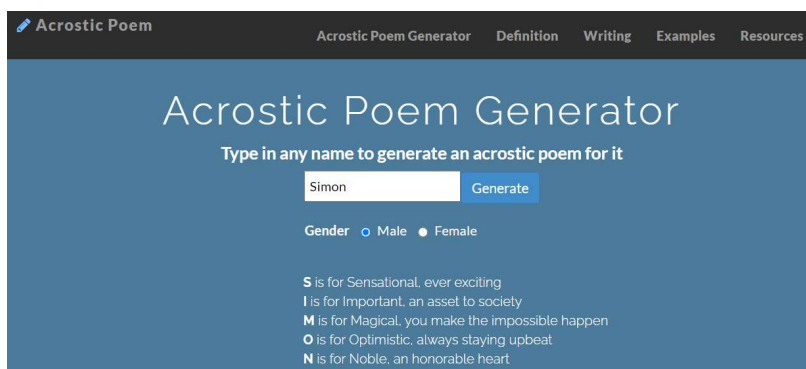 Acrostic Poem
Acrostic Poem Generator Definition Writing Examples Resources
Acrostic Poem Generator
Type in any name to generate an acrostic poem for it
Simon Generate
Gender Male Female
S is for Sensational, ever exciting
I is for Important, an asset to society
M is for Magical, you make the impossible happen
O is for Optimistic, always staying upbeat
N is for Noble, an honorable heart